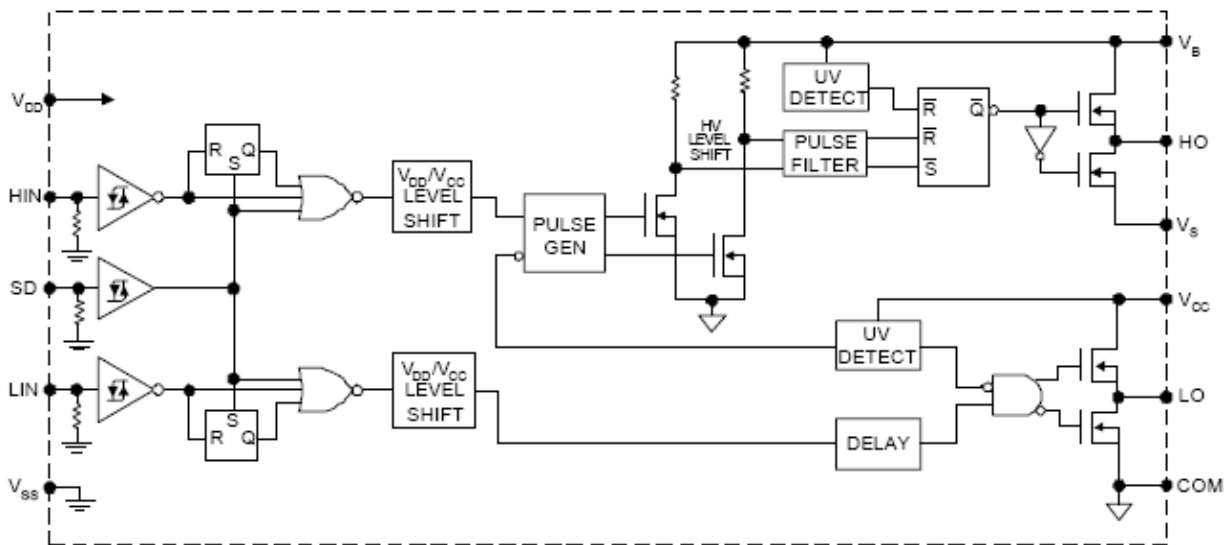 V_B
UV
DETECT
V_DD
R̅
Q̅
HV
LEVEL
SHIFT
PULSE
FILTER
R̅
S̅
HO
R
S
Q
HIN
V_DD/V_CC
LEVEL
SHIFT
PULSE
GEN
V_S
SD
V_CC
UV
DETECT
LIN
V_DD/V_CC
LEVEL
SHIFT
LO
S
R
Q
DELAY
V_SS
COM